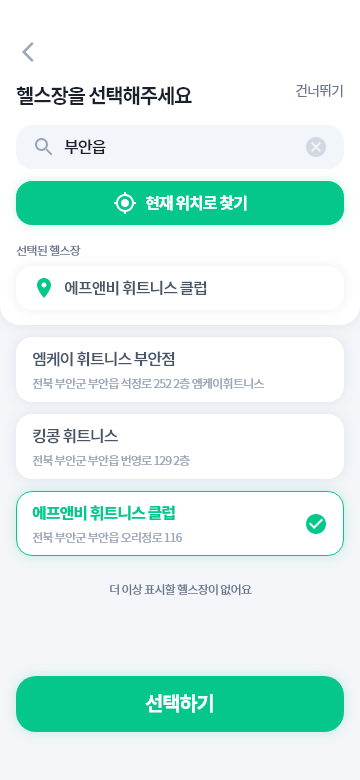 헬스장을 선택해주세요
건너뛰기
부안읍
현재 위치로 찾기
선택된 헬스장
에프앤비 휘트니스 클럽
엠케이 휘트니스 부안점
전북 부안군 부안읍 석정로 252 2층 엠케이휘트니스
킹콩 휘트니스
전북 부안군 부안읍 번영로 129 2층
에프앤비 휘트니스 클럽
전북 부안군 부안읍 오리정로 116
더 이상 표시할 헬스장이 없어요
선택하기